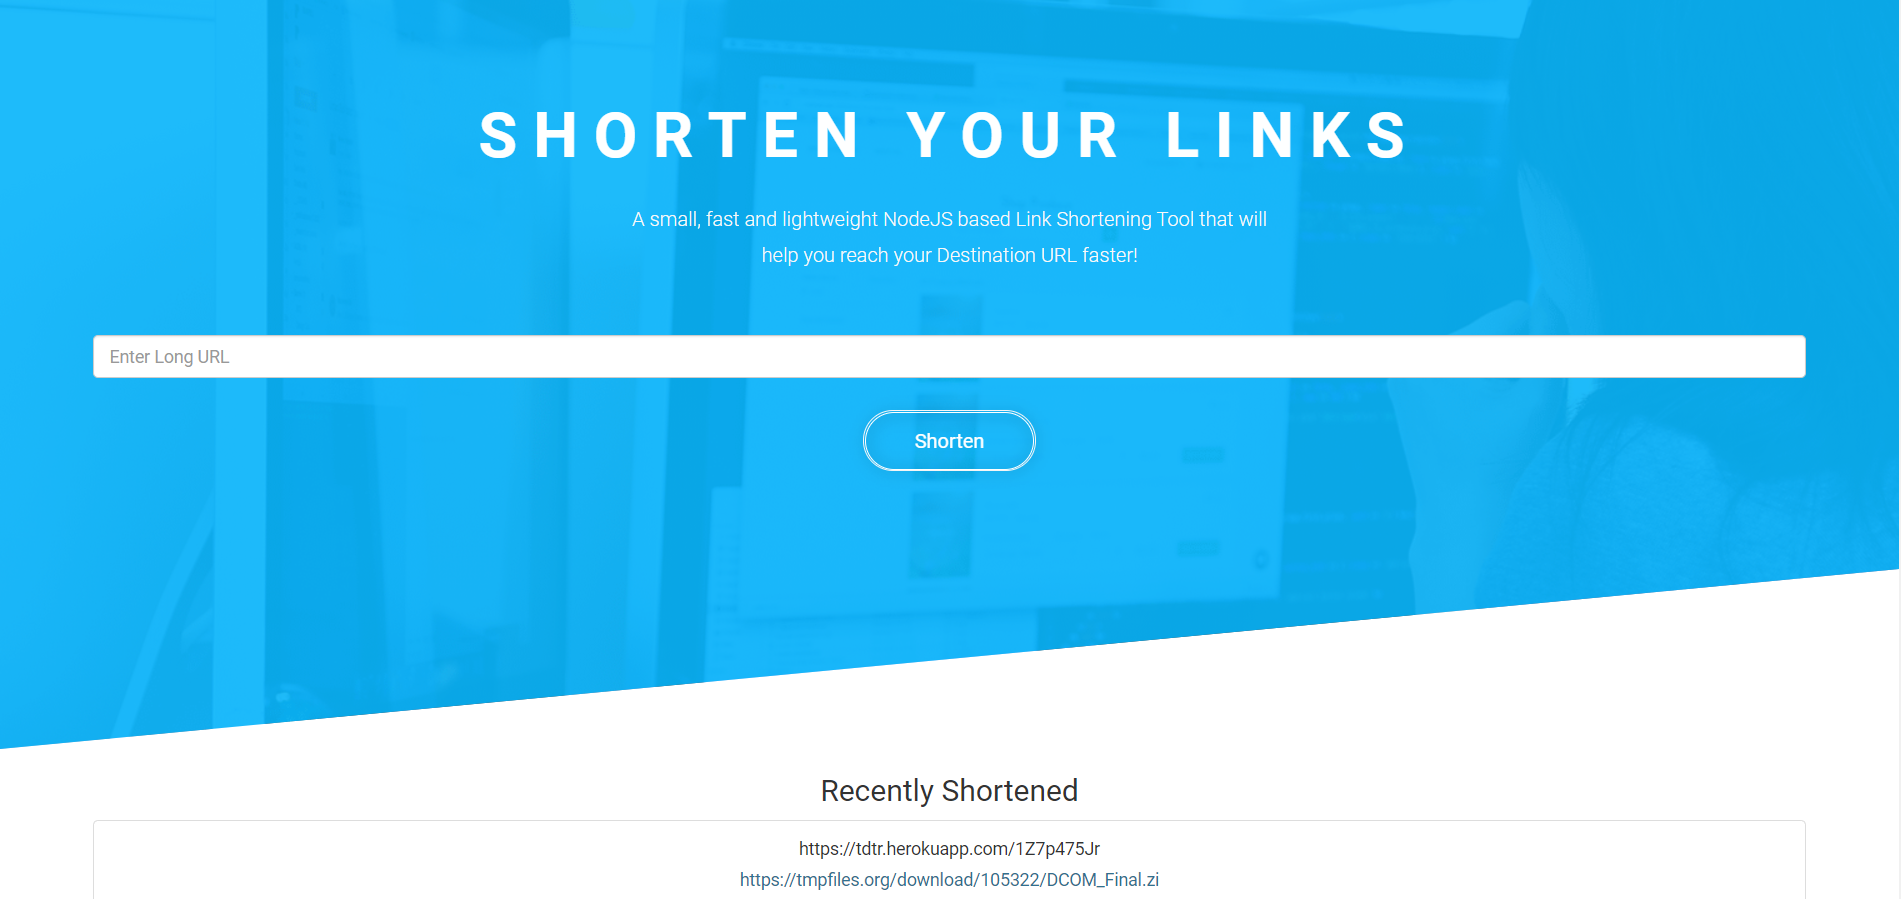 SHORTEN YOUR LINKS
A small, fast and lightweight NodeJS based Link Shortening Tool that will
help you reach your Destination URL faster!
Enter Long URL
Shorten
Recently Shortened
https://tdtr.herokuapp.com/1Z7p475Jr
https://tmpfiles.org/download/105322/DCOM_Final.zi